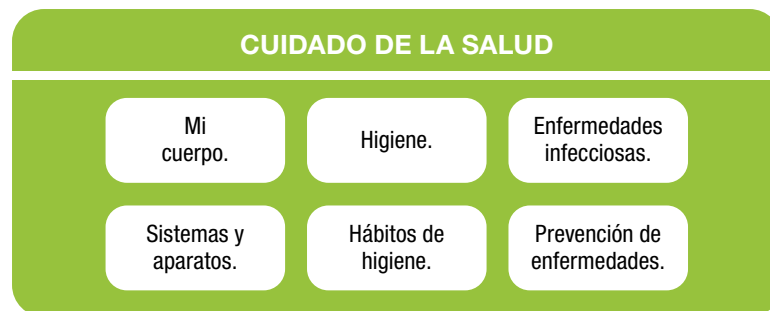 CUIDADO DE LA SALUD
Mi
cuerpo.
Higiene.
Enfermedades
infecciosas.
Sistemas y
aparatos.
Hábitos de
higiene.
Prevención de
enfermedades.